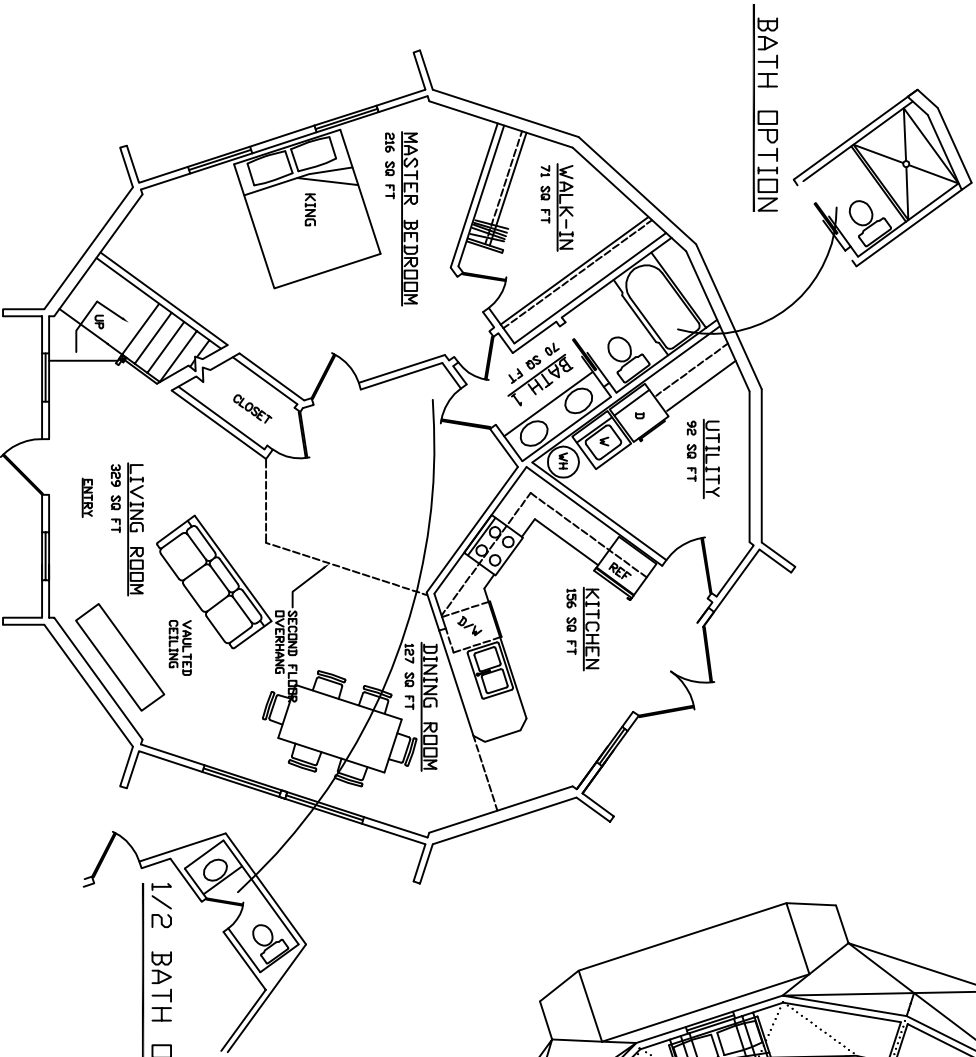 BATH OPTION
WALK-IN
71 SQ FT
MASTER BEDROOM
216 SQ FT
KING
UP
CLOSET
BATH 1
70 SQ FT
UTILITY
92 SQ FT
D
W
WH
REF
KITCHEN
156 SQ FT
D/W
DINING ROOM
127 SQ FT
SECOND FLOOR
OVERHANG
VAULTED
CEILING
LIVING ROOM
329 SQ FT
ENTRY
1/2 BATH O